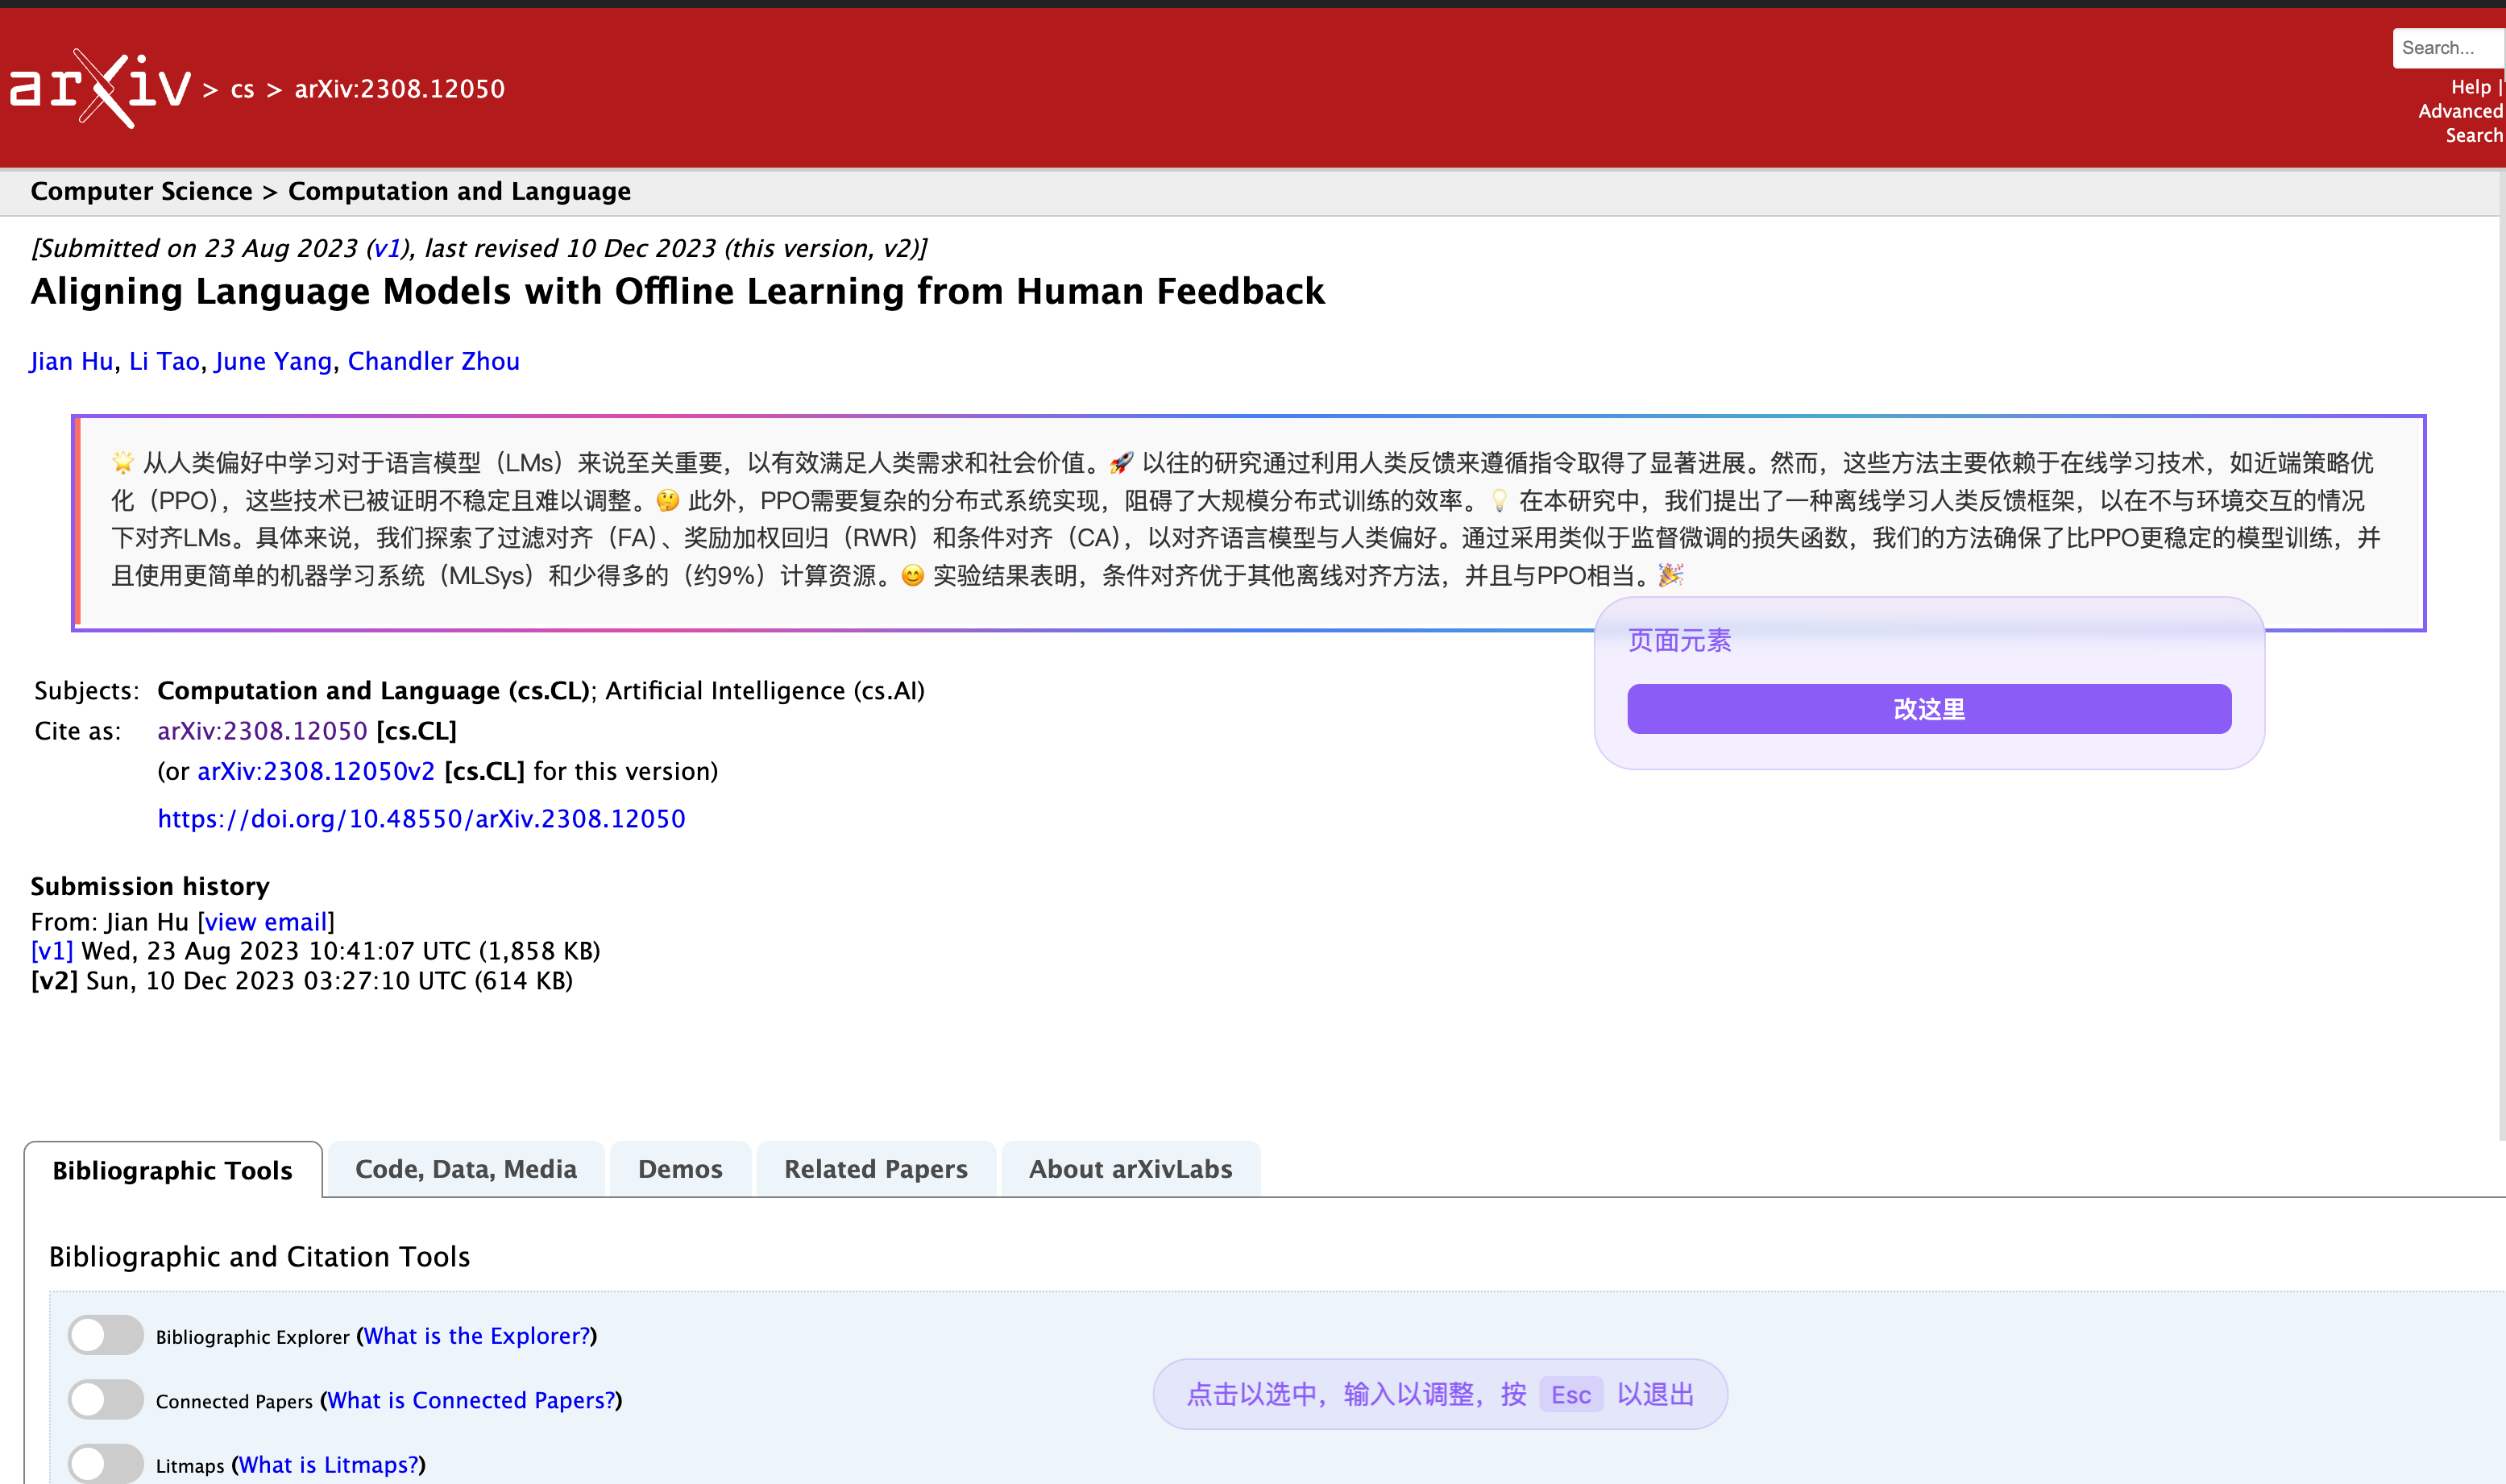 arXiv > cs > arXiv:2308.12050
Search...
Help |
Advanced
Search
Computer Science > Computation and Language
[Submitted on 23 Aug 2023 (v1), last revised 10 Dec 2023 (this version, v2)]
Aligning Language Models with Offline Learning from Human Feedback
Jian Hu, Li Tao, June Yang, Chandler Zhou
🌟 从人类偏好中学习对于语言模型（LMs）来说至关重要，以有效满足人类需求和社会价值。🚀 以往的研究通过利用人类反馈来遵循指令取得了显著进展。然而，这些方法主要依赖于在线学习技术，如近端策略优
化（PPO），这些技术已被证明不稳定且难以调整。🤔 此外，PPO需要复杂的分布式系统实现，阻碍了大规模分布式训练的效率。💡 在本研究中，我们提出了一种离线学习人类反馈框架，以在不与环境交互的情况
下对齐LMs。具体来说，我们探索了过滤对齐（FA）、奖励加权回归（RWR）和条件对齐（CA），以对齐语言模型与人类偏好。通过采用类似于监督微调的损失函数，我们的方法确保了比PPO更稳定的模型训练，并
且使用更简单的机器学习系统（MLSys）和少得多的（约9%）计算资源。😊 实验结果表明，条件对齐优于其他离线对齐方法，并且与PPO相当。🎉
页面元素
改这里
Subjects: Computation and Language (cs.CL); Artificial Intelligence (cs.AI)
Cite as: arXiv:2308.12050 [cs.CL]
(or arXiv:2308.12050v2 [cs.CL] for this version)
https://doi.org/10.48550/arXiv.2308.12050
Submission history
From: Jian Hu [view email]
[v1] Wed, 23 Aug 2023 10:41:07 UTC (1,858 KB)
[v2] Sun, 10 Dec 2023 03:27:10 UTC (614 KB)
Bibliographic Tools
Code, Data, Media
Demos
Related Papers
About arXivLabs
Bibliographic and Citation Tools
Bibliographic Explorer (What is the Explorer?)
Connected Papers (What is Connected Papers?)
Litmaps (What is Litmaps?)
点击以选中，输入以调整，按 Esc 以退出